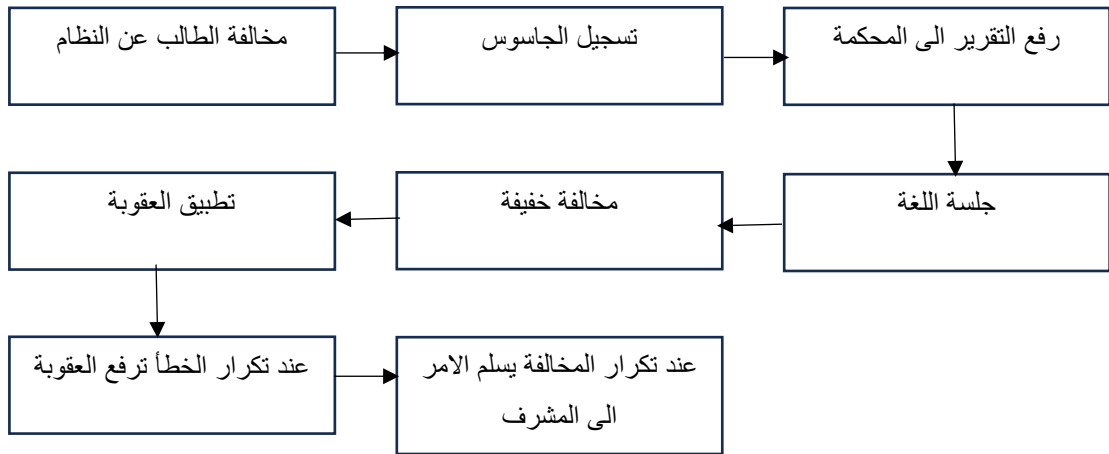 مخالفة الطالب عن النظام
تسجيل الجاسوس
رفع التقرير الى المحكمة
جلسة اللغة
مخالفة خفيفة
تطبيق العقوبة
عند تكرار الخطأ ترفع العقوبة
عند تكرار المخالفة يسلم الامر
الى المشرف